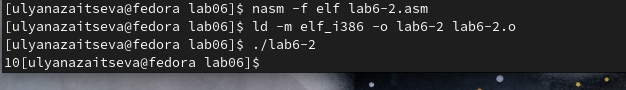 [ulyanazaitseva@fedora lab06]$ nasm -f elf lab6-2.asm
[ulyanazaitseva@fedora lab06]$ ld -m elf_i386 -o lab6-2 lab6-2.o
[ulyanazaitseva@fedora lab06]$ ./lab6-2
10[ulyanazaitseva@fedora lab06]$